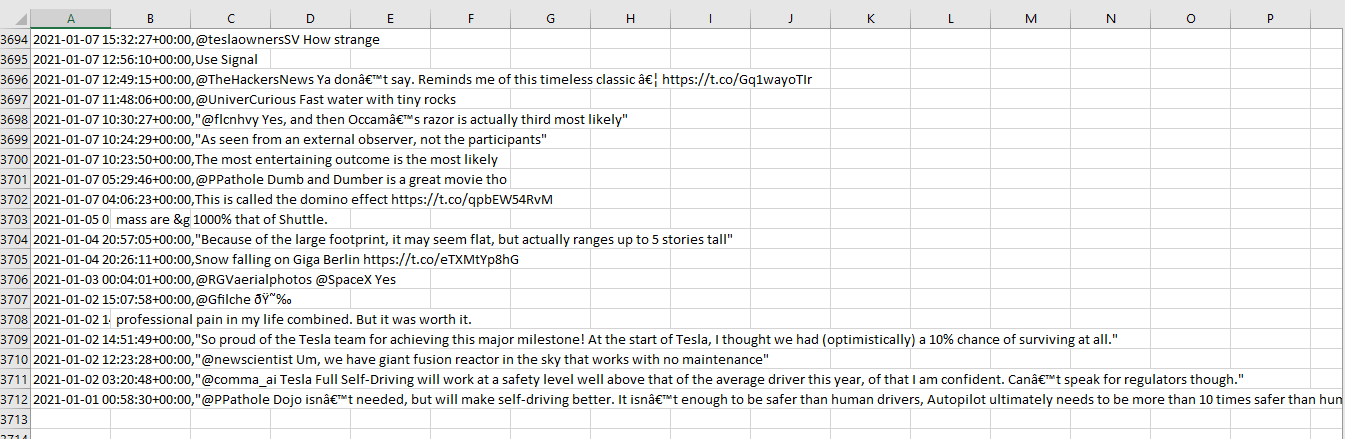 A B C D E F G H I J K L M N O P
3694 2021-01-07 15:32:27+00:00,@teslaownersSV How strange
3695 2021-01-07 12:56:10+00:00,Use Signal
3696 2021-01-07 12:49:15+00:00,@TheHackersNews Ya donâ€™t say. Reminds me of this timeless classic â€¦ https://t.co/Gq1wayoTIr
3697 2021-01-07 11:48:06+00:00,@UniverCurious Fast water with tiny rocks
3698 2021-01-07 10:30:27+00:00,"@flcnhvy Yes, and then Occamâ€™s razor is actually third most likely"
3699 2021-01-07 10:24:29+00:00,"As seen from an external observer, not the participants"
3700 2021-01-07 10:23:50+00:00,The most entertaining outcome is the most likely
3701 2021-01-07 05:29:46+00:00,@PPathole Dumb and Dumber is a great movie tho
3702 2021-01-07 04:06:23+00:00,This is called the domino effect https://t.co/qpbEW54RvM
3703 2021-01-05 0 mass are &g 1000% that of Shuttle.
3704 2021-01-04 20:57:05+00:00,"Because of the large footprint, it may seem flat, but actually ranges up to 5 stories tall"
3705 2021-01-04 20:26:11+00:00,Snow falling on Giga Berlin https://t.co/eTXMtYp8hG
3706 2021-01-03 00:04:01+00:00,@RGVaerialphotos @SpaceX Yes
3707 2021-01-02 15:07:58+00:00,@Gfilche ðŸ˜‰
3708 2021-01-02 14 professional pain in my life combined. But it was worth it.
3709 2021-01-02 14:51:49+00:00,"So proud of the Tesla team for achieving this major milestone! At the start of Tesla, I thought we had (optimistically) a 10% chance of surviving at all."
3710 2021-01-02 12:23:28+00:00,"@newscientist Um, we have giant fusion reactor in the sky that works with no maintenance"
3711 2021-01-02 03:20:48+00:00,"@comma_ai Tesla Full Self-Driving will work at a safety level well above that of the average driver this year, of that I am confident. Canâ€™t speak for regulators though."
3712 2021-01-01 00:58:30+00:00,"@PPathole Dojo isnâ€™t needed, but will make self-driving better. It isnâ€™t enough to be safer than human drivers, Autopilot ultimately needs to be more than 10 times safer than hun
3713